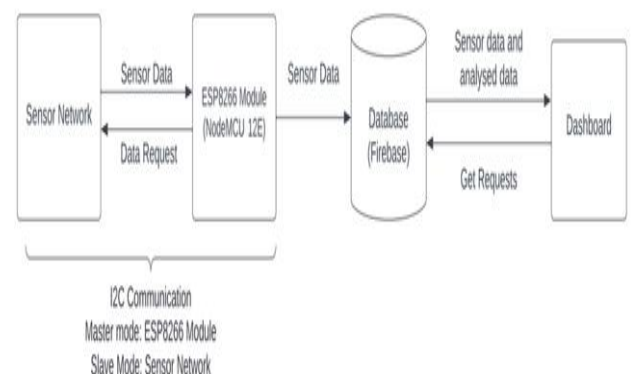 Sensor Network
Sensor Data
Data Request
ESP8266 Module
(NodeMCU 12E)
Sensor Data
Database
(Firebase)
Sensor data and
analysed data
Get Requests
Dashboard
I2C Communication
Master mode: ESP8266 Module
Slave Mode: Sensor Network